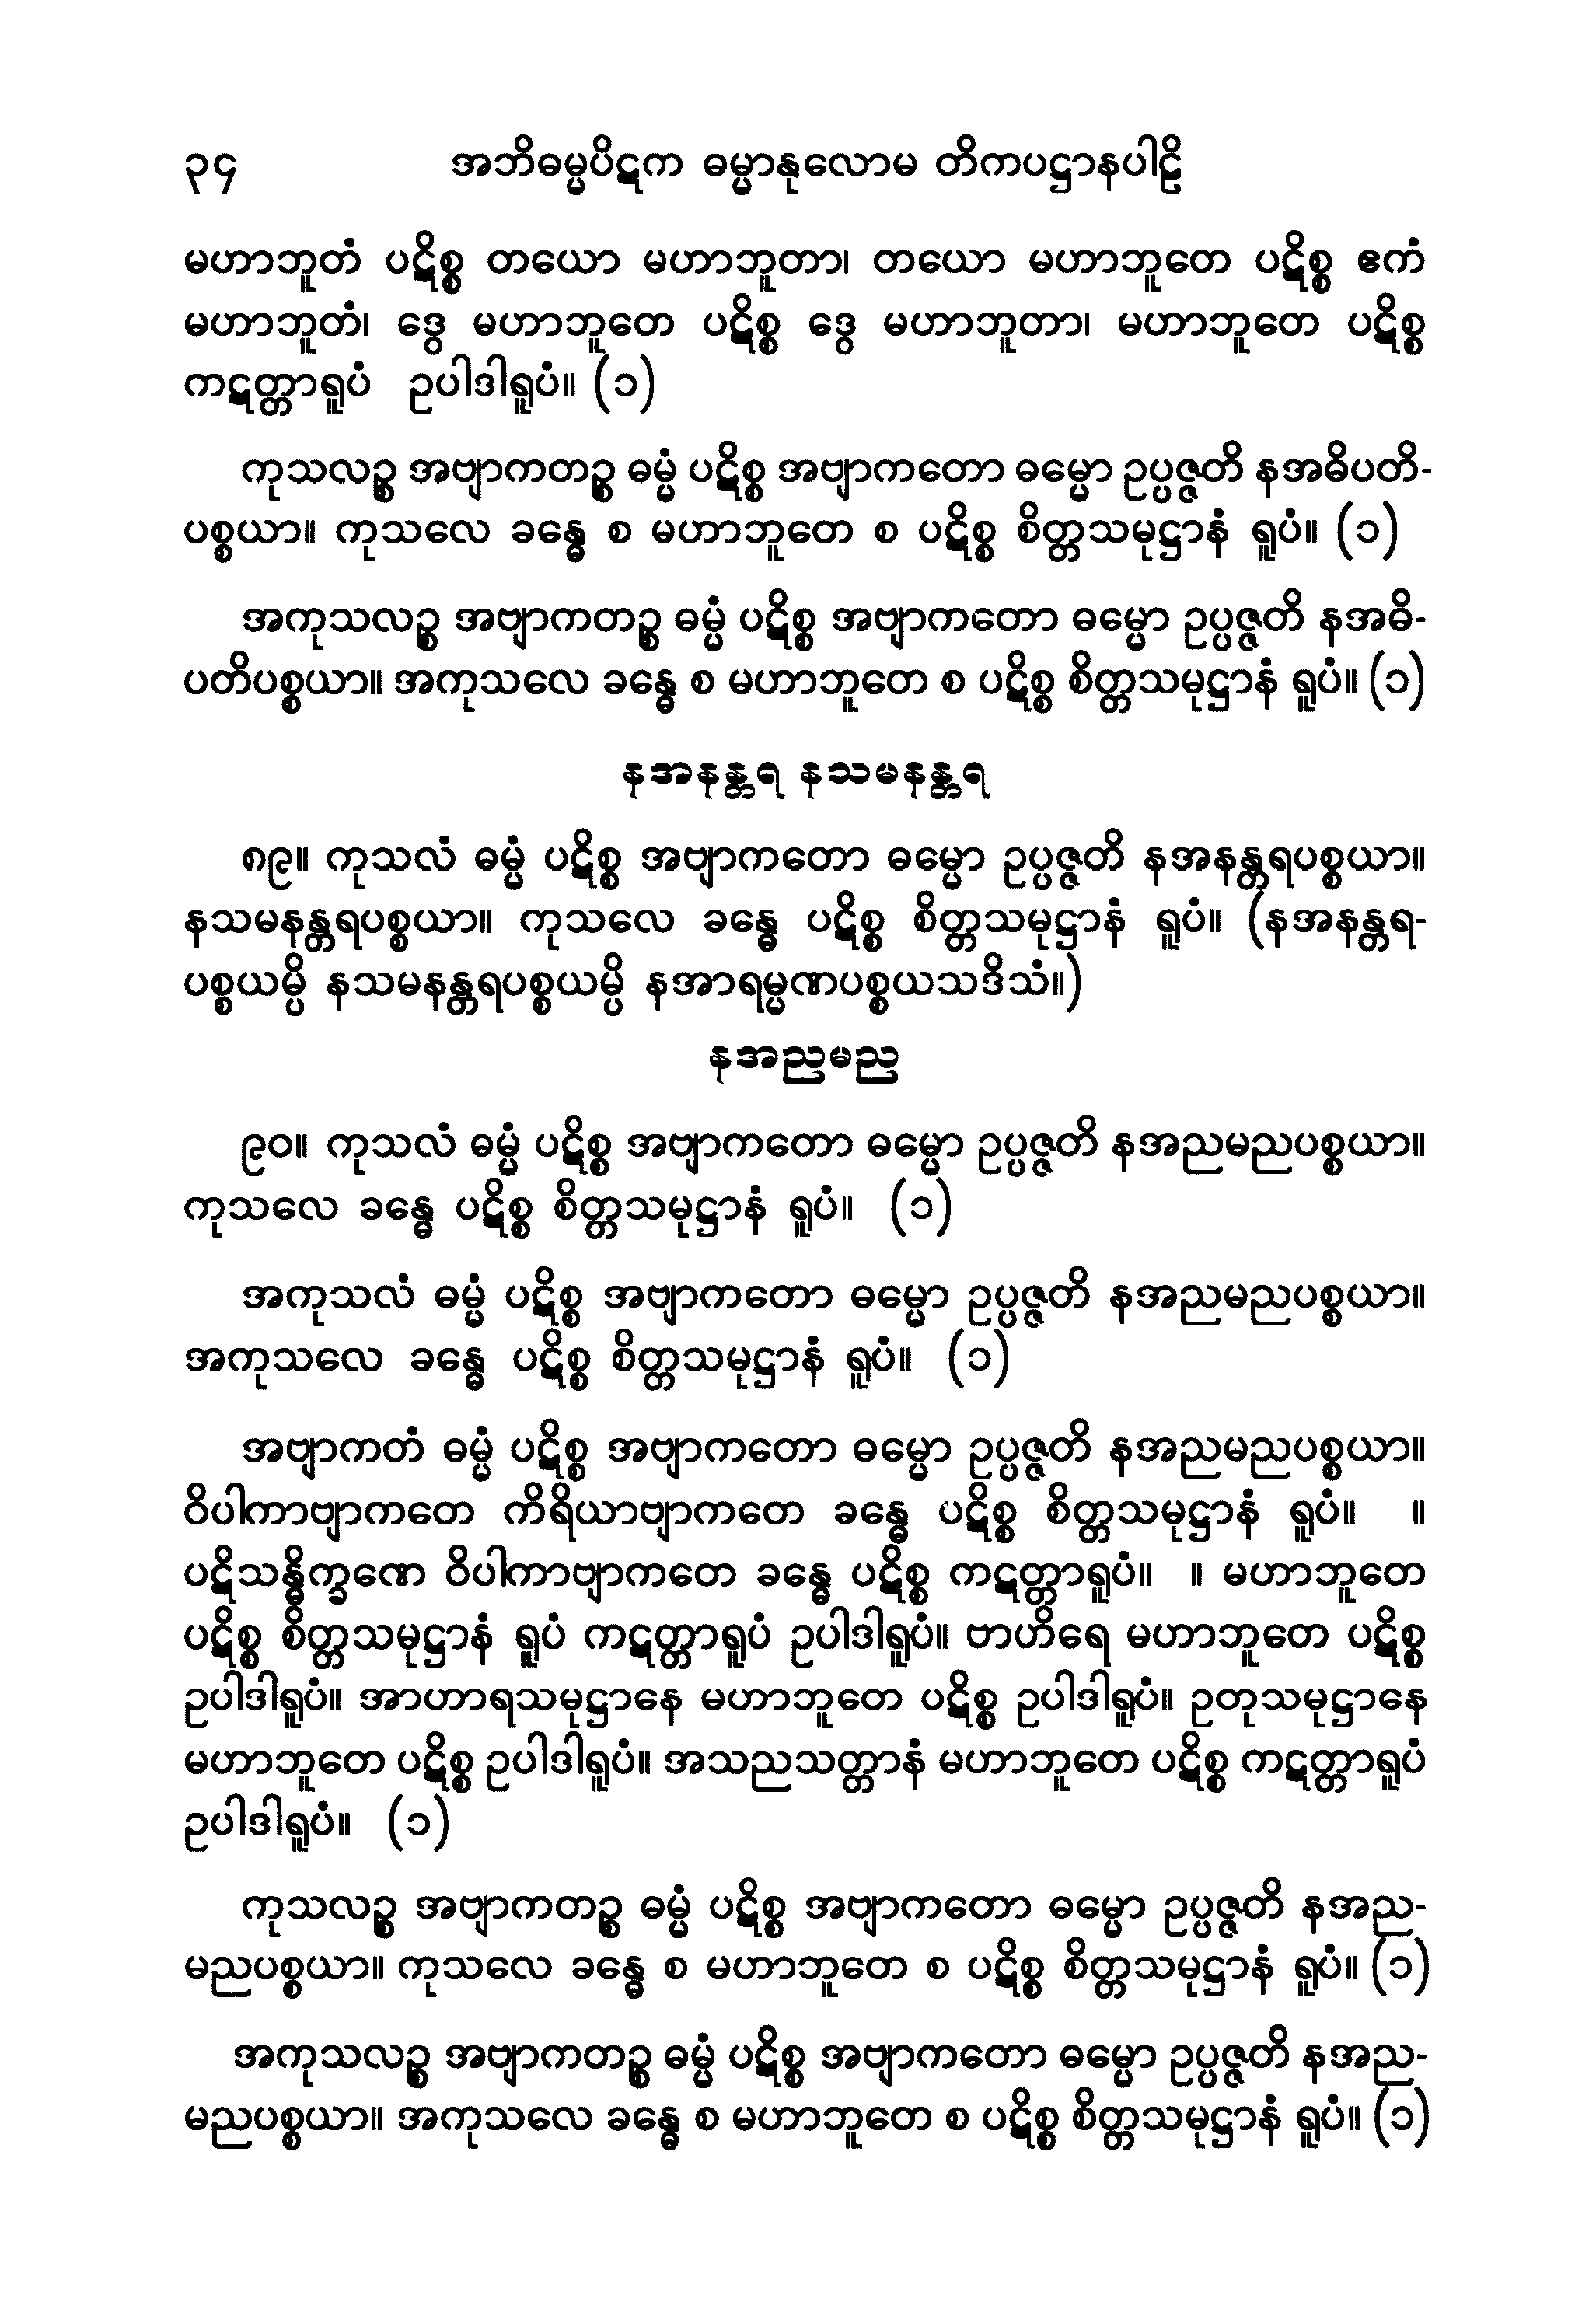 ၃၄ အဘိဓမ္မပိဋက ဓမ္မာနုလောမ တိကပဋ္ဌာနပါဠိ
မဟာဘူတံ ပဋိစ္စ တယော မဟာဘူတာ၊ တယော မဟာဘူတေ ပဋိစ္စ ဧကံ
မဟာဘူတံ၊ ဒွေ မဟာဘူတေ ပဋိစ္စ ဒွေ မဟာဘူတာ၊ မဟာဘူတေ ပဋိစ္စ
ကဋတ္တာရူပံ ဥပါဒါရူပံ။ (၁)
ကုသလဉ္စ အဗျာကတဉ္စ ဓမ္မံ ပဋိစ္စ အဗျာကတော ဓမ္မော ဥပ္ပဇ္ဇတိ နအဓိပတိ-
ပစ္စယာ။ ကုသလေ ခန္ဓေ စ မဟာဘူတေ စ ပဋိစ္စ စိတ္တသမုဋ္ဌာနံ ရူပံ။ (၁)
အကုသလဉ္စ အဗျာကတဉ္စ ဓမ္မံ ပဋိစ္စ အဗျာကတော ဓမ္မော ဥပ္ပဇ္ဇတိ နအဓိ-
ပတိပစ္စယာ။ အကုသလေ ခန္ဓေ စ မဟာဘူတေ စ ပဋိစ္စ စိတ္တသမုဋ္ဌာနံ ရူပံ။ (၁)
နအနန္တရ နသမနန္တရ
၈၉။ ကုသလံ ဓမ္မံ ပဋိစ္စ အဗျာကတော ဓမ္မော ဥပ္ပဇ္ဇတိ နအနန္တရပစ္စယာ။
နသမနန္တရပစ္စယာ။ ကုသလေ ခန္ဓေ ပဋိစ္စ စိတ္တသမုဋ္ဌာနံ ရူပံ။ (နအနန္တရ-
ပစ္စယမ္ပိ နသမနန္တရပစ္စယမ္ပိ နအာရမ္မဏပစ္စယသဒိသံ။)
နအညမည
၉၀။ ကုသလံ ဓမ္မံ ပဋိစ္စ အဗျာကတော ဓမ္မော ဥပ္ပဇ္ဇတိ နအညမညပစ္စယာ။
ကုသလေ ခန္ဓေ ပဋိစ္စ စိတ္တသမုဋ္ဌာနံ ရူပံ။ (၁)
အကုသလံ ဓမ္မံ ပဋိစ္စ အဗျာကတော ဓမ္မော ဥပ္ပဇ္ဇတိ နအညမညပစ္စယာ။
အကုသလေ ခန္ဓေ ပဋိစ္စ စိတ္တသမုဋ္ဌာနံ ရူပံ။ (၁)
အဗျာကတံ ဓမ္မံ ပဋိစ္စ အဗျာကတော ဓမ္မော ဥပ္ပဇ္ဇတိ နအညမညပစ္စယာ။
ဝိပါကာဗျာကတေ ကိရိယာဗျာကတေ ခန္ဓေ ပဋိစ္စ စိတ္တသမုဋ္ဌာနံ ရူပံ။ ။
ပဋိသန္ဓိက္ခဏေ ဝိပါကာဗျာကတေ ခန္ဓေ ပဋိစ္စ ကဋတ္တာရူပံ။ ။ မဟာဘူတေ
ပဋိစ္စ စိတ္တသမုဋ္ဌာနံ ရူပံ ကဋတ္တာရူပံ ဥပါဒါရူပံ။ ဗာဟိရေ မဟာဘူတေ ပဋိစ္စ
ဥပါဒါရူပံ။ အာဟာရသမုဋ္ဌာနေ မဟာဘူတေ ပဋိစ္စ ဥပါဒါရူပံ။ ဥတုသမုဋ္ဌာနေ
မဟာဘူတေ ပဋိစ္စ ဥပါဒါရူပံ။ အသညသတ္တာနံ မဟာဘူတေ ပဋိစ္စ ကဋတ္တာရူပံ
ဥပါဒါရူပံ။ (၁)
ကုသလဉ္စ အဗျာကတဉ္စ ဓမ္မံ ပဋိစ္စ အဗျာကတော ဓမ္မော ဥပ္ပဇ္ဇတိ နအည-
မညပစ္စယာ။ ကုသလေ ခန္ဓေ စ မဟာဘူတေ စ ပဋိစ္စ စိတ္တသမုဋ္ဌာနံ ရူပံ။ (၁)
အကုသလဉ္စ အဗျာကတဉ္စ ဓမ္မံ ပဋိစ္စ အဗျာကတော ဓမ္မော ဥပ္ပဇ္ဇတိ နအည-
မညပစ္စယာ။ အကုသလေ ခန္ဓေ စ မဟာဘူတေ စ ပဋိစ္စ စိတ္တသမုဋ္ဌာနံ ရူပံ။ (၁)